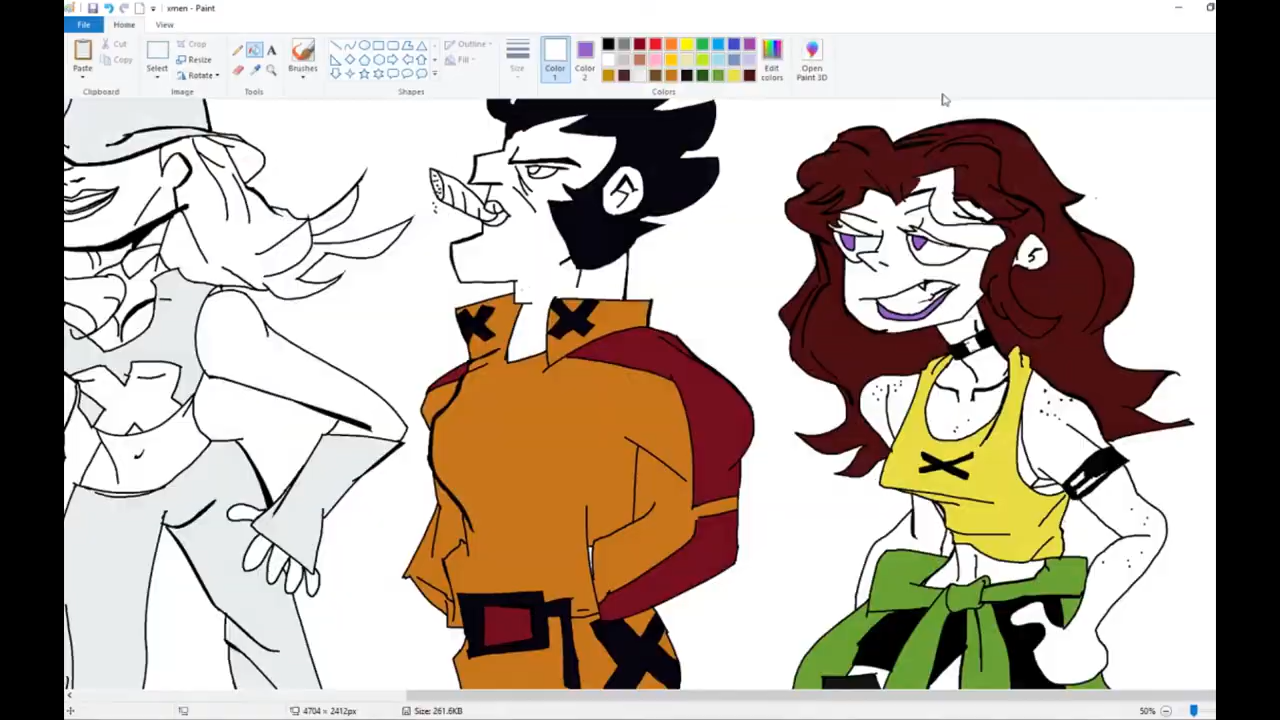 xmen - Paint
File Home View
Paste
Cut
Copy
Clipboard
Select
Crop
Resize
Rotate
Image
A
Tools
Brushes
Shapes
Outline
Fill
Size
Color 1
Color 2
Edit colors
Colors
Open Paint 3D
4704 × 2412px
Size: 261.6KB
50%